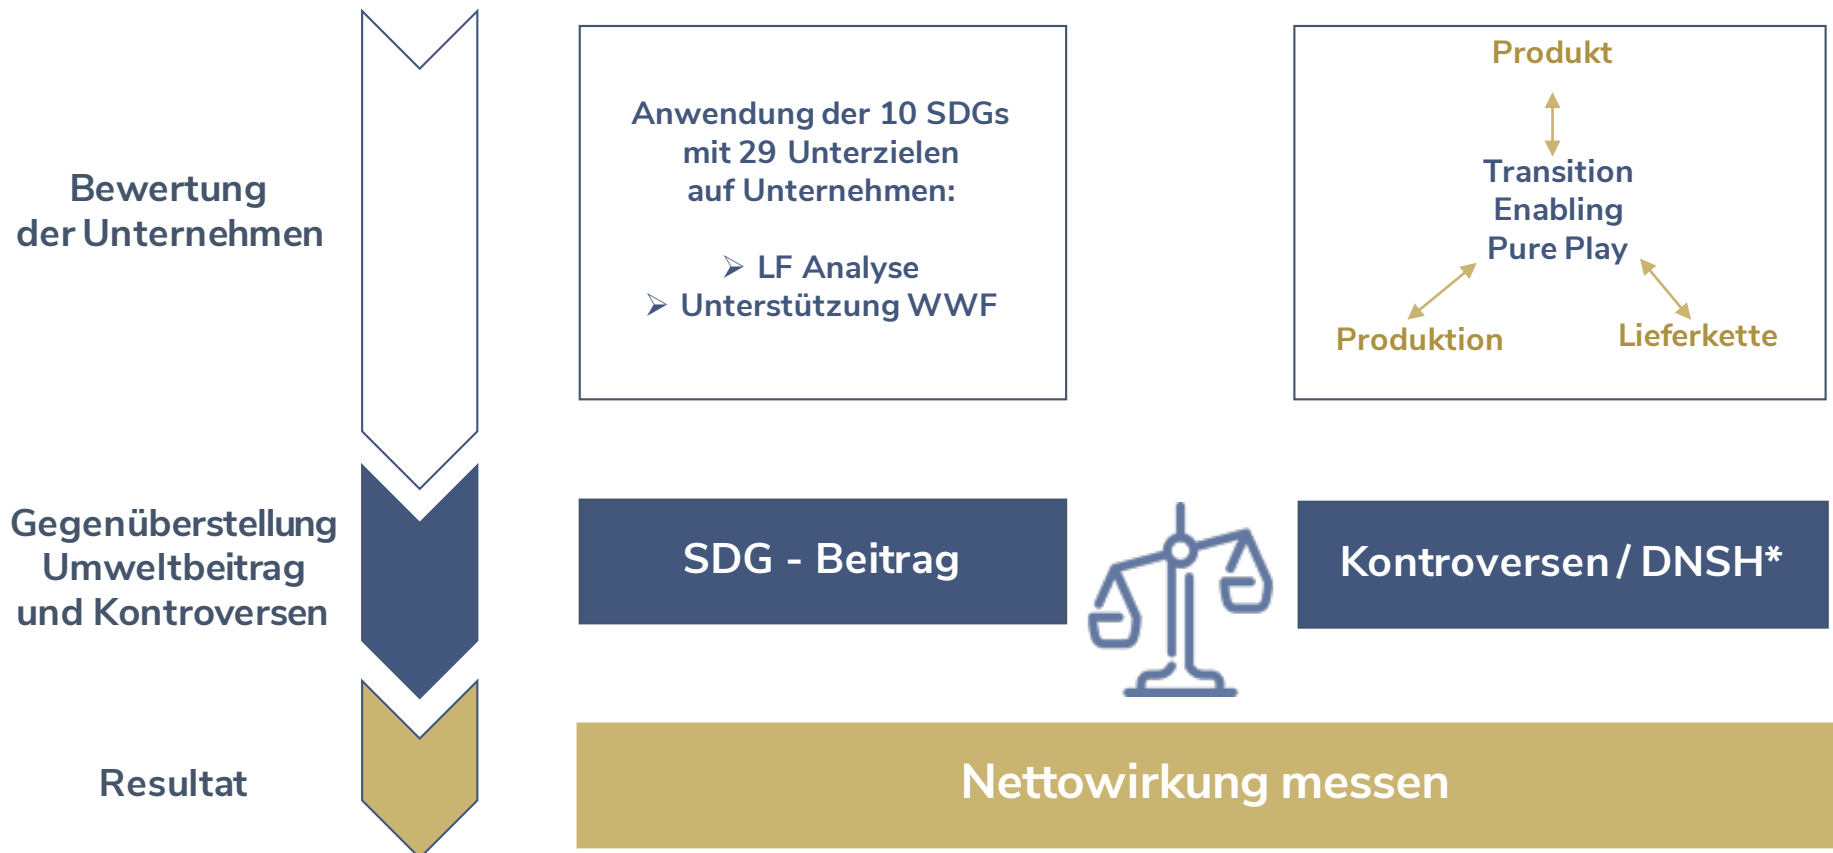 Bewertung
der Unternehmen
Anwendung der 10 SDGs
mit 29 Unterzielen
auf Unternehmen:
➢ LF Analyse
➢ Unterstützung WWF
Produkt
Transition
Enabling
Pure Play
Produktion
Lieferkette
Gegenüberstellung
Umweltbeitrag
und Kontroversen
SDG - Beitrag
Kontroversen / DNSH*
Resultat
Nettowirkung messen